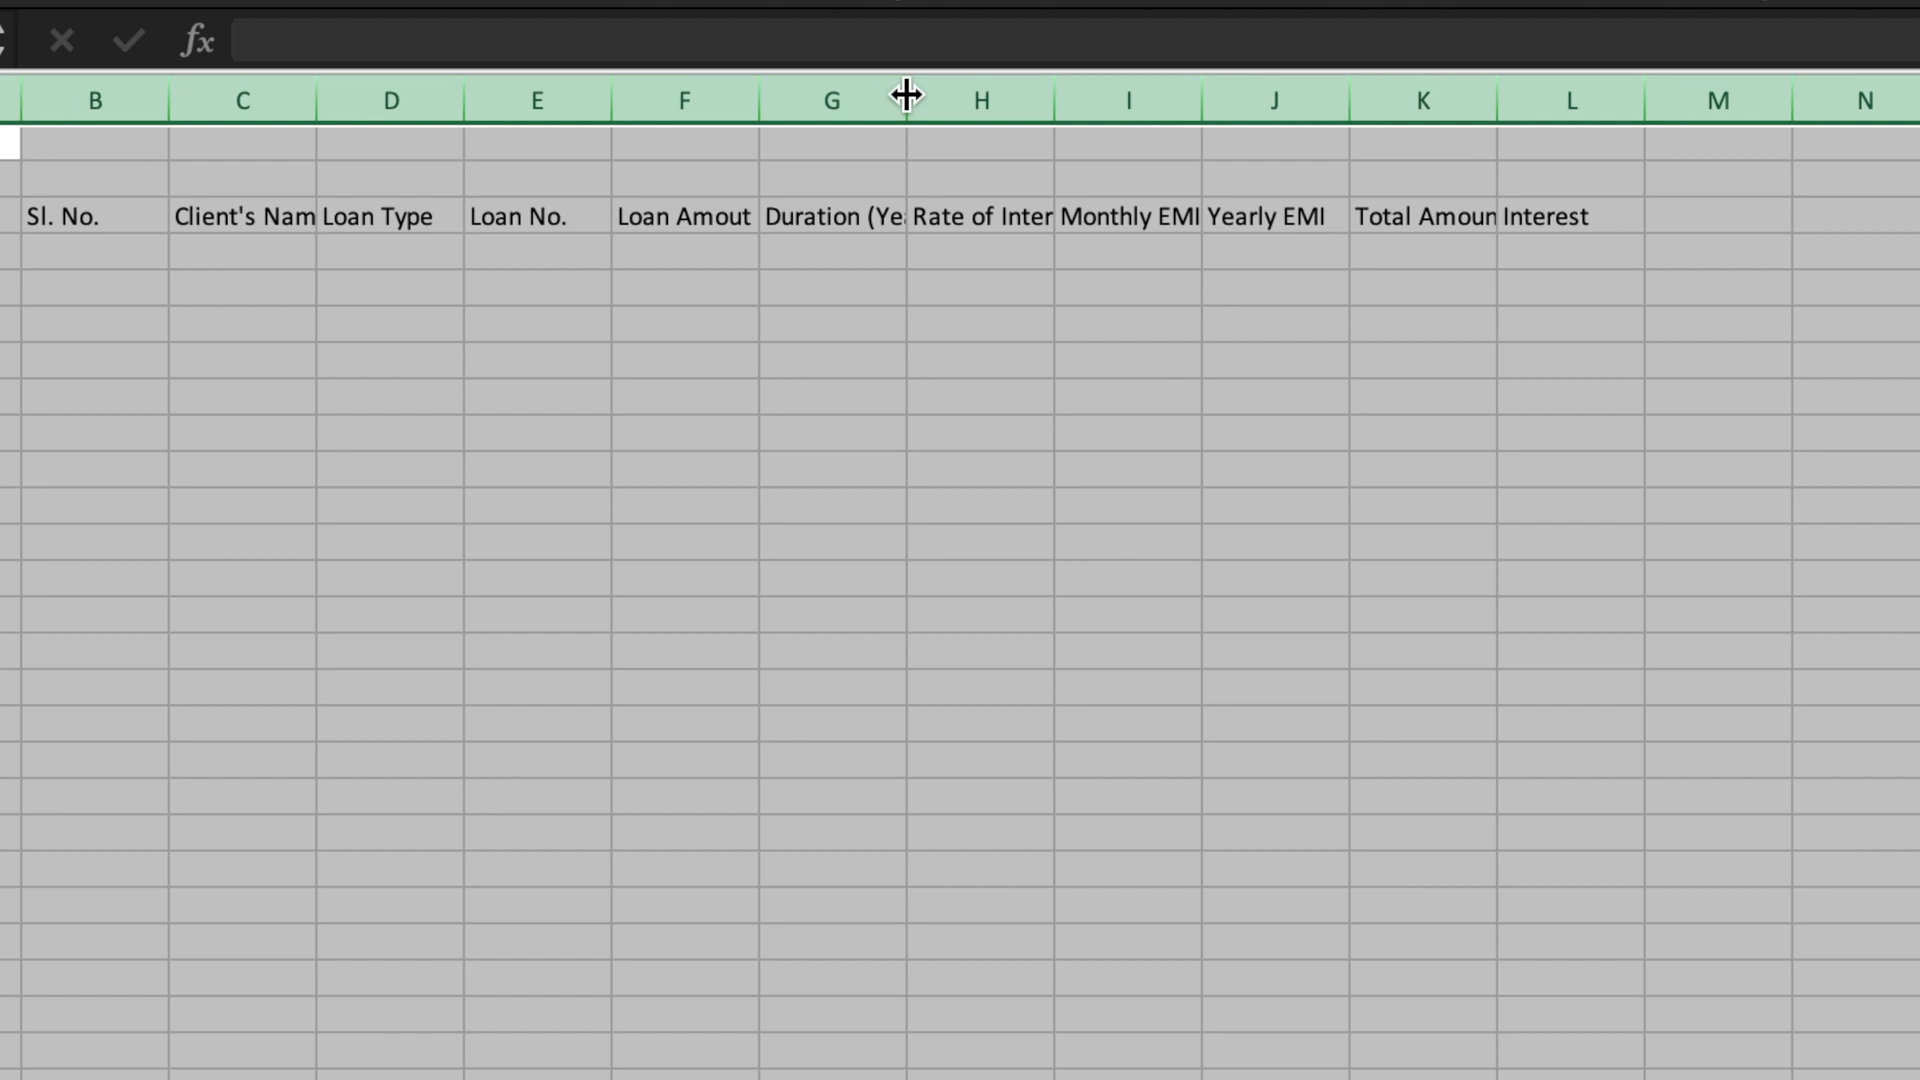 fx
B C D E F G H I J K L M N
Sl. No. Client's Nam Loan Type Loan No. Loan Amout Duration (Ye Rate of Inter Monthly EMI Yearly EMI Total Amoun Interest